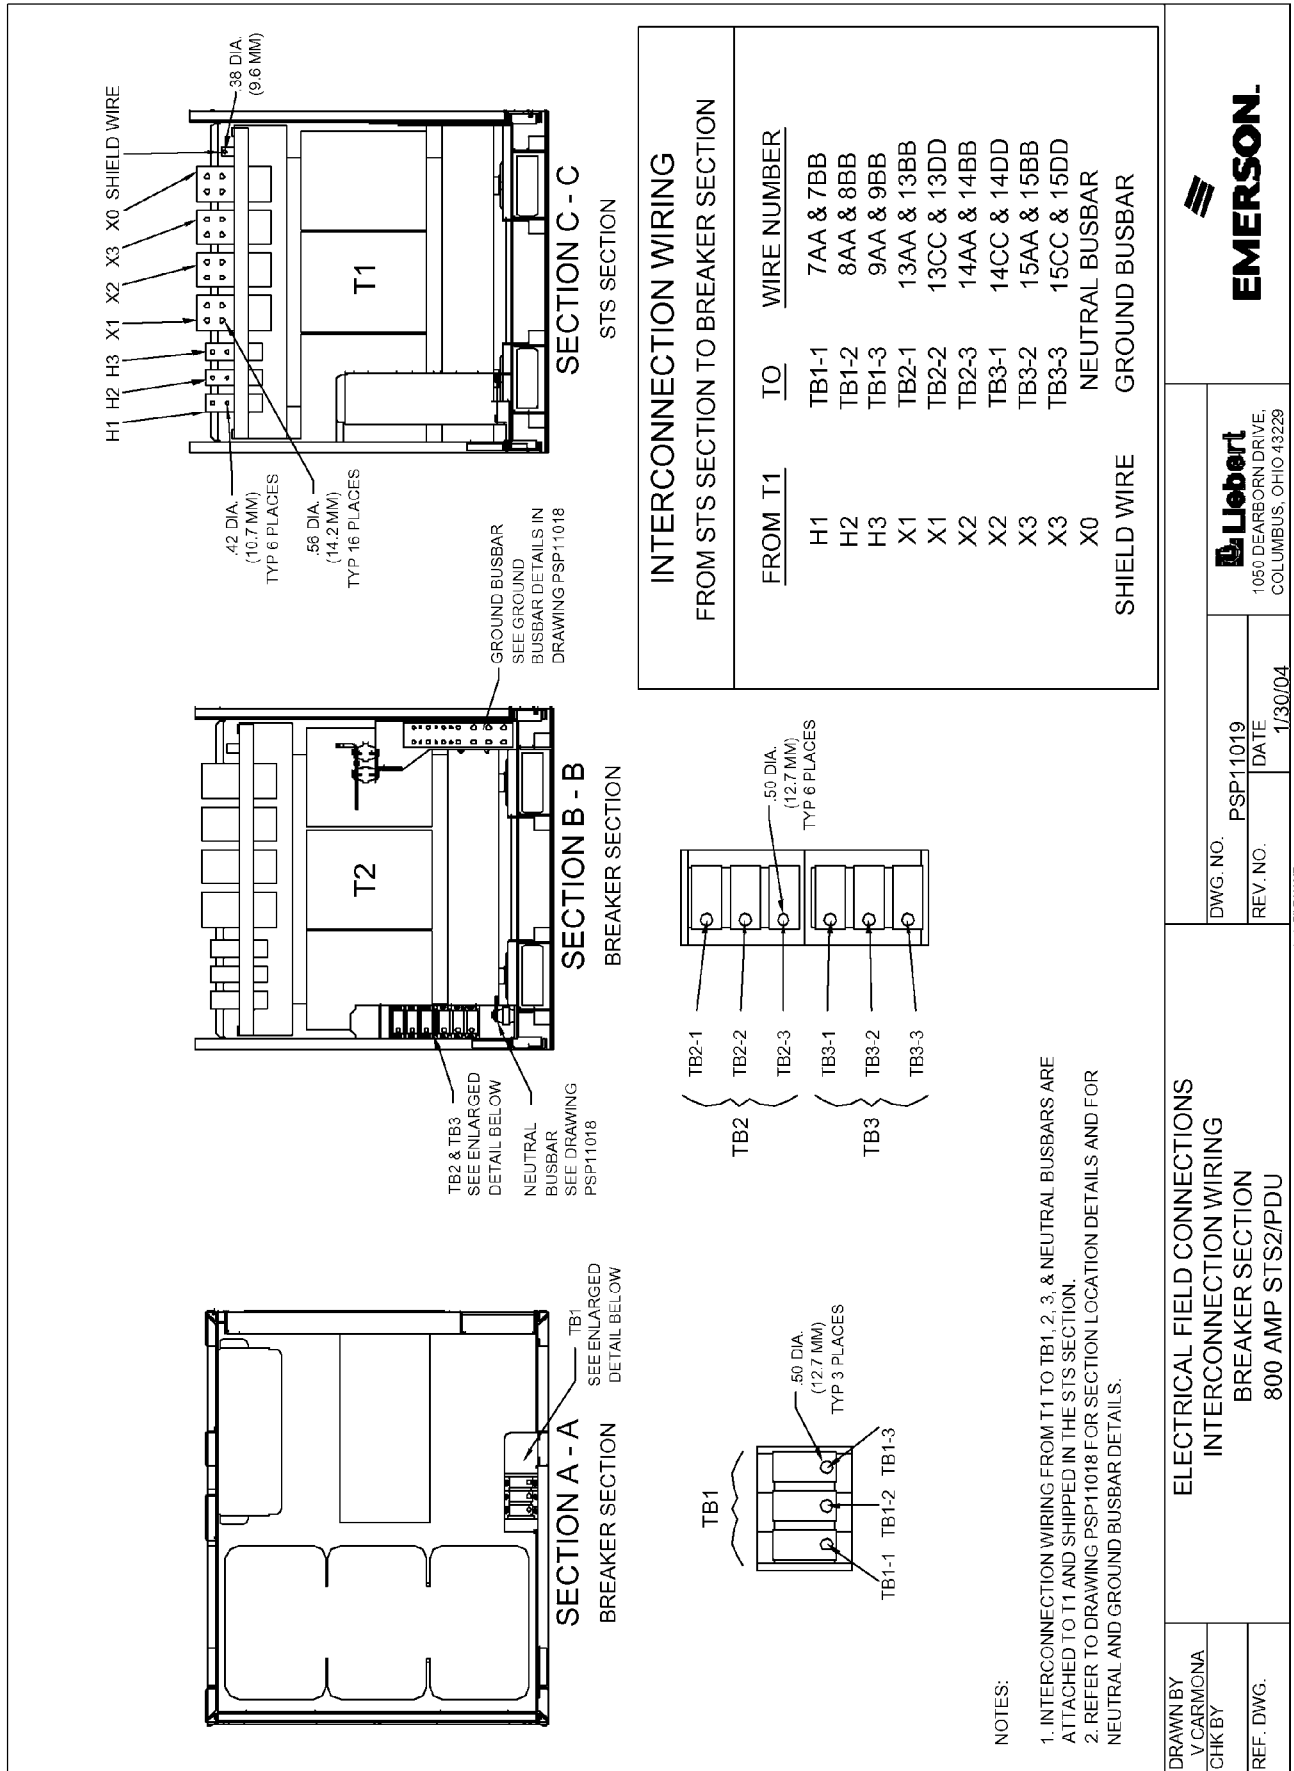 TB1
SEE ENLARGED
DETAIL BELOW
SECTION A - A
BREAKER SECTION
TB2 & TB3
SEE ENLARGED
DETAIL BELOW
NEUTRAL
BUSBAR
SEE DRAWING
PSP11018
T2
SECTION B - B
BREAKER SECTION
GROUND BUSBAR
SEE GROUND
BUSBAR DETAILS IN
DRAWING PSP11018
H1 H2 H3 X1 X2 X3 X0 SHIELD WIRE
.38 DIA.
(9.6 MM)
.42 DIA.
(10.7 MM)
TYP 6 PLACES
.56 DIA.
(14.2 MM)
TYP 16 PLACES
T1
SECTION C - C
STS SECTION
TB1
.50 DIA.
(12.7 MM)
TYP 3 PLACES
TB1-1 TB1-2 TB1-3
TB2
TB2-1
TB2-2
TB2-3
TB3
TB3-1
TB3-2
TB3-3
.50 DIA.
(12.7 MM)
TYP 6 PLACES
INTERCONNECTION WIRING
FROM STS SECTION TO BREAKER SECTION
FROM T1 TO WIRE NUMBER
H1 TB1-1 7AA & 7BB
H2 TB1-2 8AA & 8BB
H3 TB1-3 9AA & 9BB
X1 TB2-1 13AA & 13BB
X1 TB2-2 13CC & 13DD
X2 TB2-3 14AA & 14BB
X2 TB3-1 14CC & 14DD
X3 TB3-2 15AA & 15BB
X3 TB3-3 15CC & 15DD
X0 NEUTRAL BUSBAR
SHIELD WIRE GROUND BUSBAR
NOTES:
1. INTERCONNECTION WIRING FROM T1 TO TB1, 2, 3, & NEUTRAL BUSBARS ARE
ATTACHED TO T1 AND SHIPPED IN THE STS SECTION.
2. REFER TO DRAWING PSP11018 FOR SECTION LOCATION DETAILS AND FOR
NEUTRAL AND GROUND BUSBAR DETAILS.
DRAWN BY
V CARMONA
CHK BY
REF. DWG.
ELECTRICAL FIELD CONNECTIONS
INTERCONNECTION WIRING
BREAKER SECTION
800 AMP STS2/PDU
DWG. NO.
PSP11019
REV. NO.
DATE
1/30/04
Liebert
1050 DEARBORN DRIVE,
COLUMBUS, OHIO 43229
EMERSON.